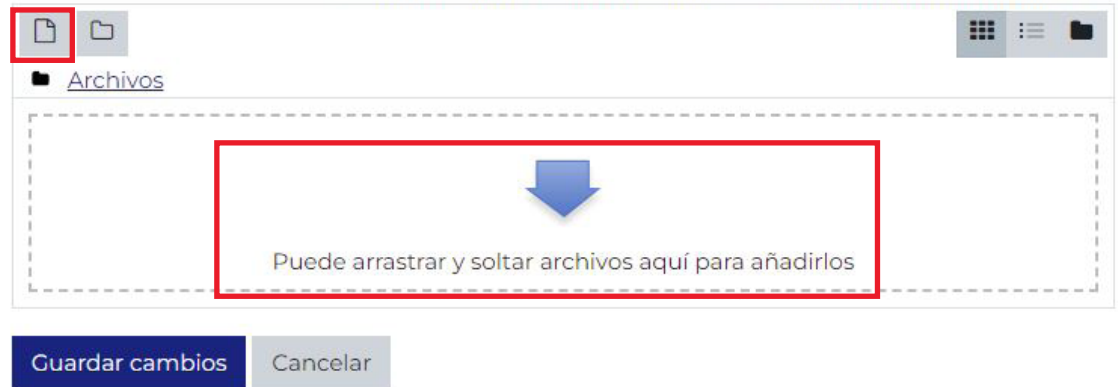 Archivos
Puede arrastrar y soltar archivos aquí para añadirlos
Guardar cambios
Cancelar